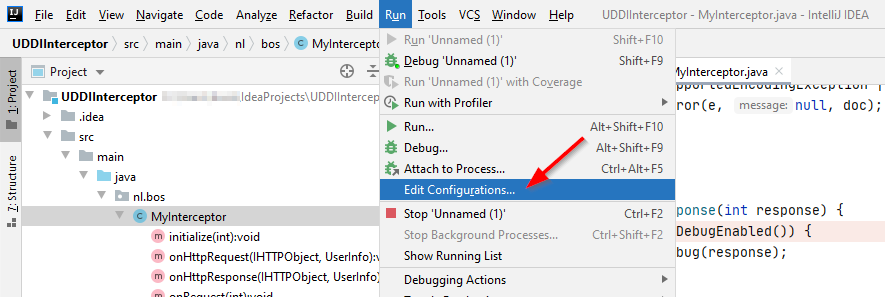 IJ File Edit View Navigate Code Analyze Refactor Build Run Tools VCS Window Help UDDIInterceptor - MyInterceptor.java - IntelliJ IDEA
UDDIInterceptor src main java nl bos MyIntercept
1: Project
7: Structure
Project
UDDIInterceptor IdeaProjects\UDDIIntercep
.idea
src
main
java
nl.bos
MyInterceptor
initialize(int):void
onHttpRequest(IHTTPObject, UserInfo):v
onHttpResponse(IHTTPObject, UserInfo):
onRequest(int):void
Run 'Unnamed (1)' Shift+F10
Debug 'Unnamed (1)' Shift+F9
Run 'Unnamed (1)' with Coverage
Run with Profiler
Run... Alt+Shift+F10
Debug... Alt+Shift+F9
Attach to Process... Ctrl+Alt+F5
Edit Configurations...
Stop 'Unnamed (1)' Ctrl+F2
Stop Background Processes... Ctrl+Shift+F2
Show Running List
Debugging Actions
MyInterceptor.java
pportedEncodingException
ror(e, message: null, doc);
ponse(int response) {
DebugEnabled()) {
bug(response);